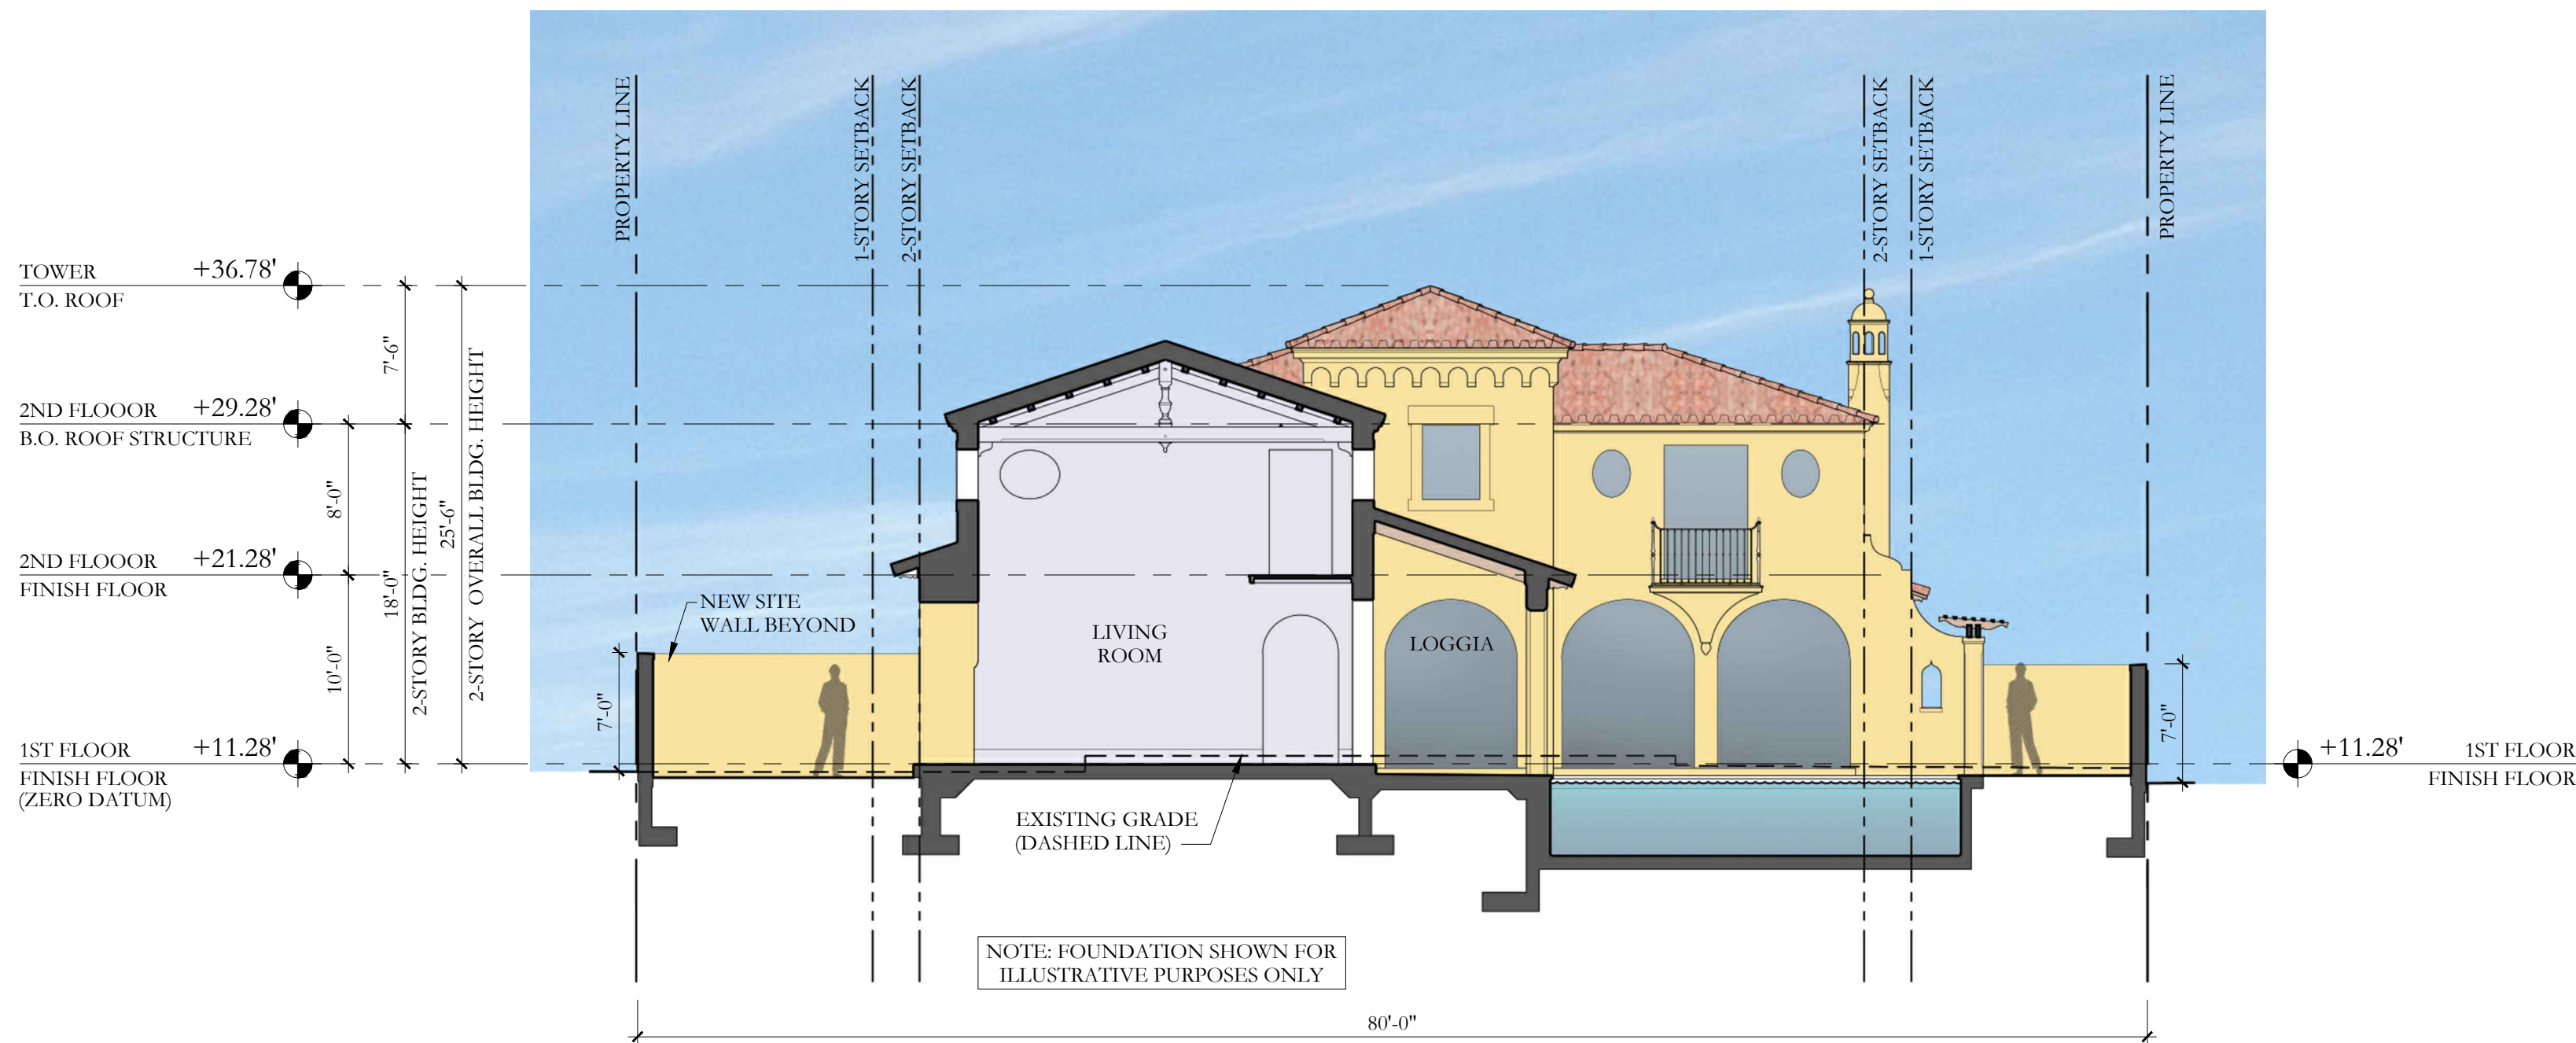 PROPERTY LINE
1-STORY SETBACK
2-STORY SETBACK
2-STORY SETBACK
1-STORY SETBACK
PROPERTY LINE
TOWER +36.78'
T.O. ROOF
7'-6"
2ND FLOOOR +29.28'
B.O. ROOF STRUCTURE
8'-0"
2ND FLOOOR +21.28'
FINISH FLOOR
10'-0"
18'-0"
2-STORY BLDG. HEIGHT
25'-6"
2-STORY OVERALL BLDG. HEIGHT
1ST FLOOR +11.28'
FINISH FLOOR
(ZERO DATUM)
7'-0"
NEW SITE
WALL BEYOND
LIVING
ROOM
LOGGIA
7'-0"
+11.28' 1ST FLOOR
FINISH FLOOR
EXISTING GRADE
(DASHED LINE)
NOTE: FOUNDATION SHOWN FOR
ILLUSTRATIVE PURPOSES ONLY
80'-0"